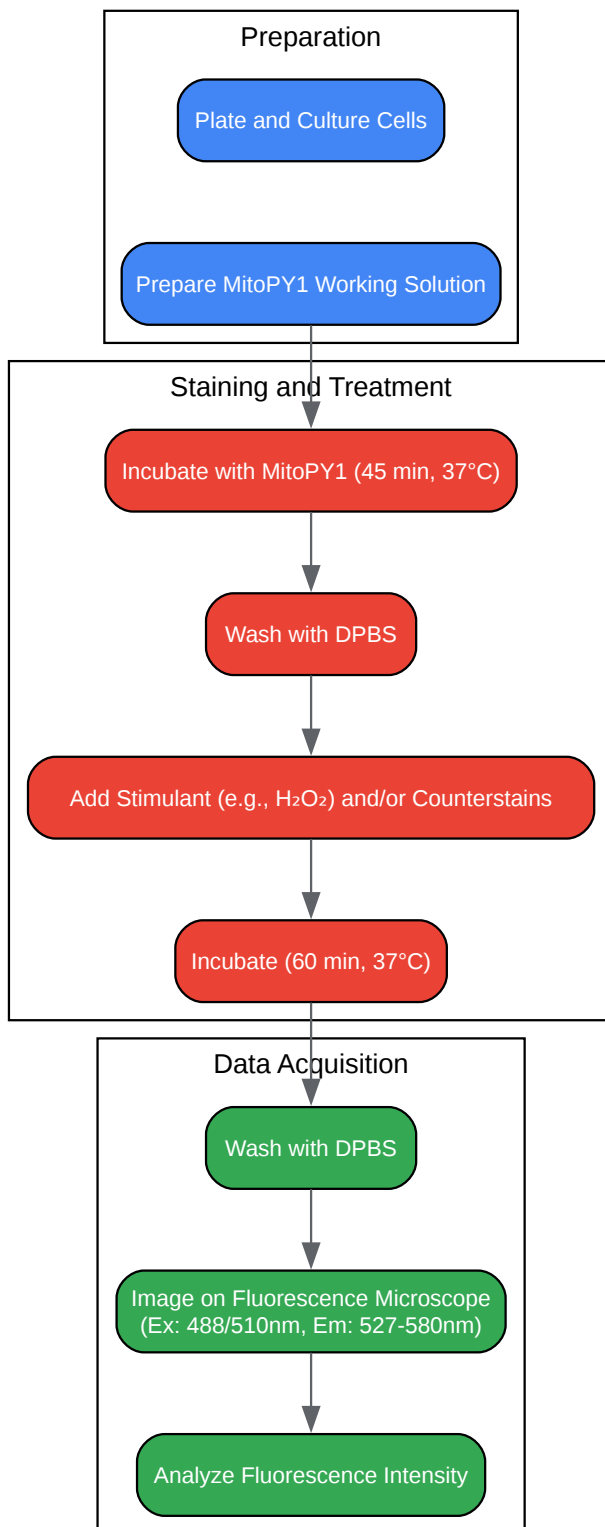 Preparation
Plate and Culture Cells
Prepare MitoPY1 Working Solution
Staining and Treatment
Incubate with MitoPY1 (45 min, 37°C)
Wash with DPBS
Add Stimulant (e.g., H₂O₂) and/or Counterstains
Incubate (60 min, 37°C)
Data Acquisition
Wash with DPBS
Image on Fluorescence Microscope
(Ex: 488/510nm, Em: 527-580nm)
Analyze Fluorescence Intensity